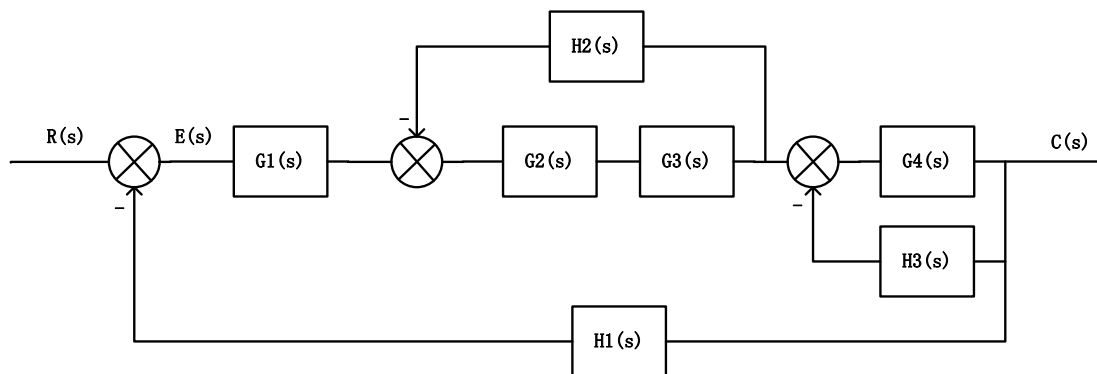 H2(s)
R(s)
E(s)
G1(s)
-
G2(s)
G3(s)
G4(s)
C(s)
-
-
H3(s)
H1(s)